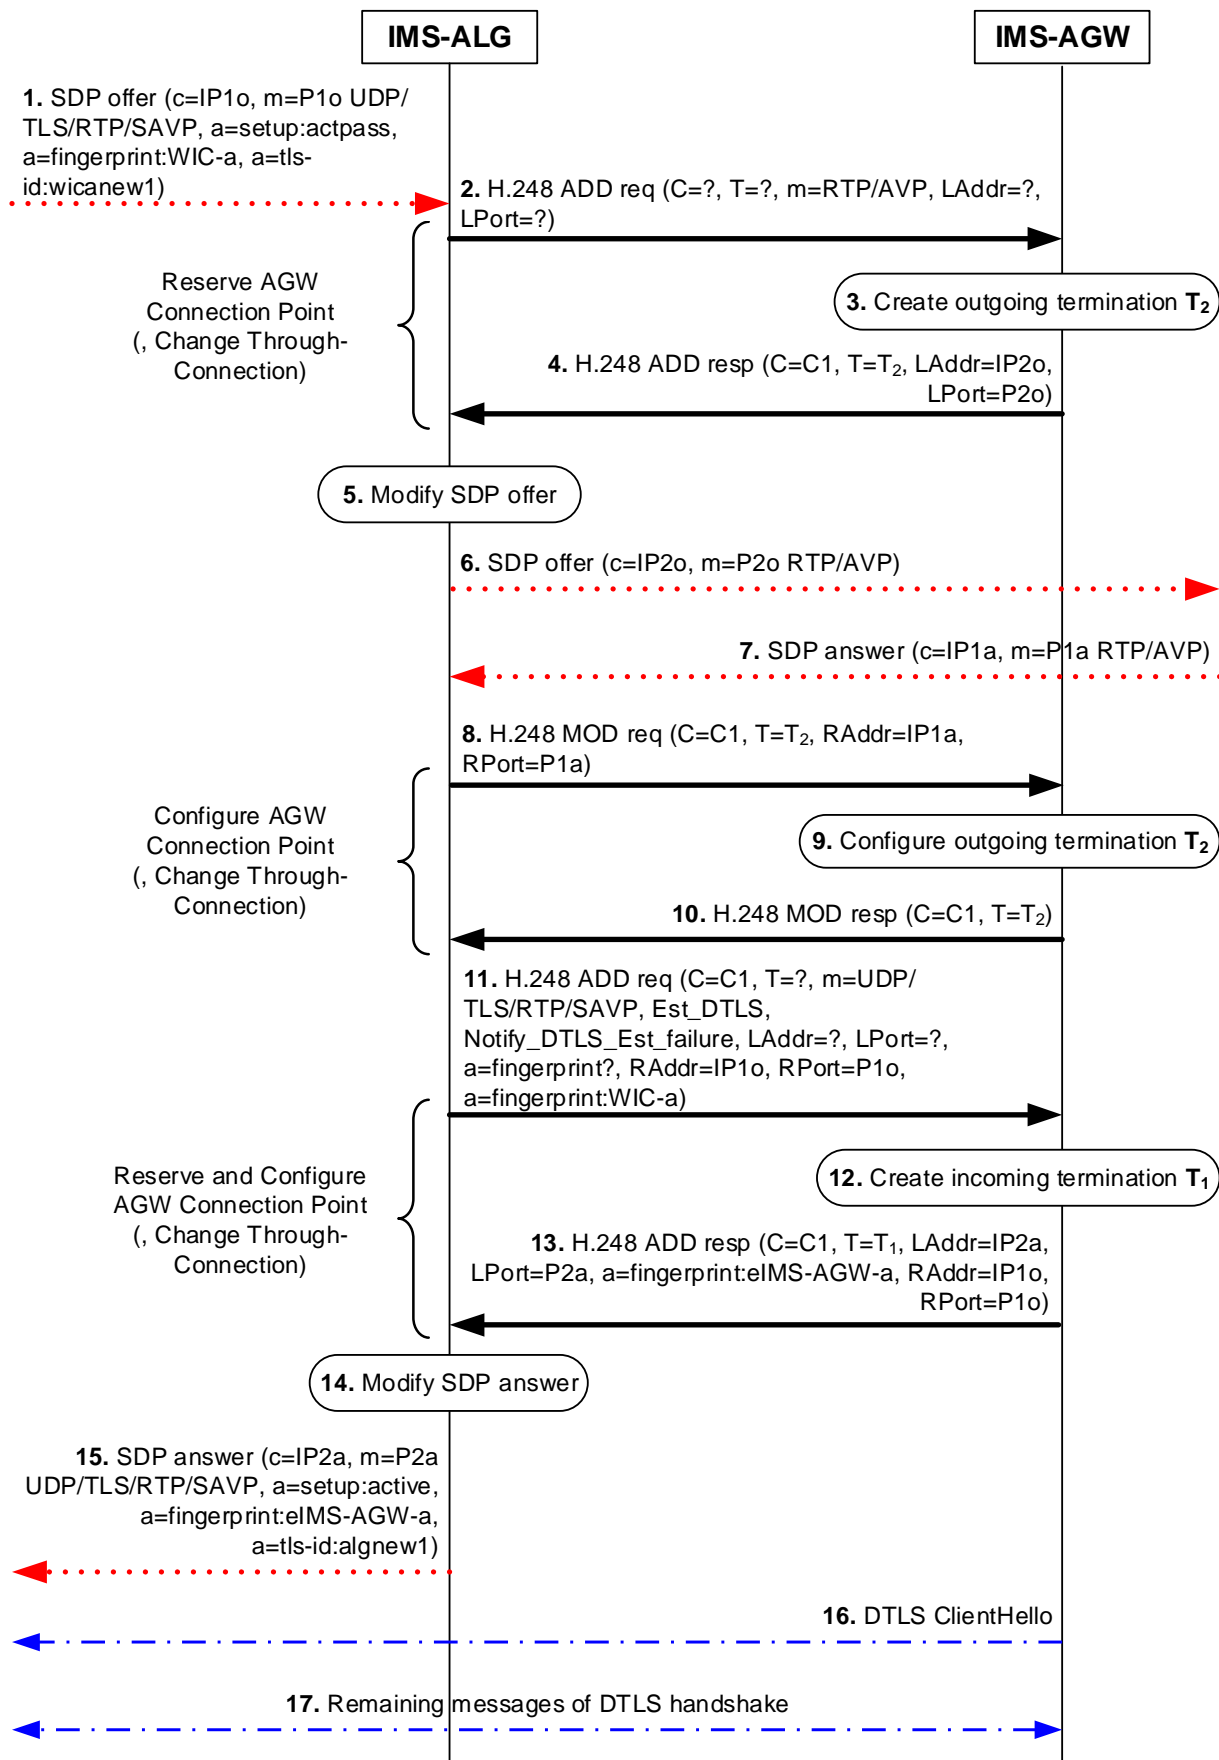 IMS-ALG
IMS-AGW
1. SDP offer (c=IP1o, m=P1o UDP/
TLS/RTP/SAVP, a=setup:actpass,
a=fingerprint:WIC-a, a=tls-
id:wicanew1)
2. H.248 ADD req (C=?, T=?, m=RTP/AVP, LAddr=?,
LPort=?)
Reserve AGW
Connection Point
(, Change Through-
Connection)
3. Create outgoing termination T2
4. H.248 ADD resp (C=C1, T=T2, LAddr=IP2o,
LPort=P2o)
5. Modify SDP offer
6. SDP offer (c=IP2o, m=P2o RTP/AVP)
7. SDP answer (c=IP1a, m=P1a RTP/AVP)
8. H.248 MOD req (C=C1, T=T2, RAddr=IP1a,
RPort=P1a)
Configure AGW
Connection Point
(, Change Through-
Connection)
9. Configure outgoing termination T2
10. H.248 MOD resp (C=C1, T=T2)
11. H.248 ADD req (C=C1, T=?, m=UDP/
TLS/RTP/SAVP, Est_DTLS,
Notify_DTLS_Est_failure, LAddr=?, LPort=?,
a=fingerprint?, RAddr=IP1o, RPort=P1o,
a=fingerprint:WIC-a)
Reserve and Configure
AGW Connection Point
(, Change Through-
Connection)
12. Create incoming termination T1
13. H.248 ADD resp (C=C1, T=T1, LAddr=IP2a,
LPort=P2a, a=fingerprint:eIMS-AGW-a, RAddr=IP1o,
RPort=P1o)
14. Modify SDP answer
15. SDP answer (c=IP2a, m=P2a
UDP/TLS/RTP/SAVP, a=setup:active,
a=fingerprint:eIMS-AGW-a,
a=tls-id:algnew1)
16. DTLS ClientHello
17. Remaining messages of DTLS handshake